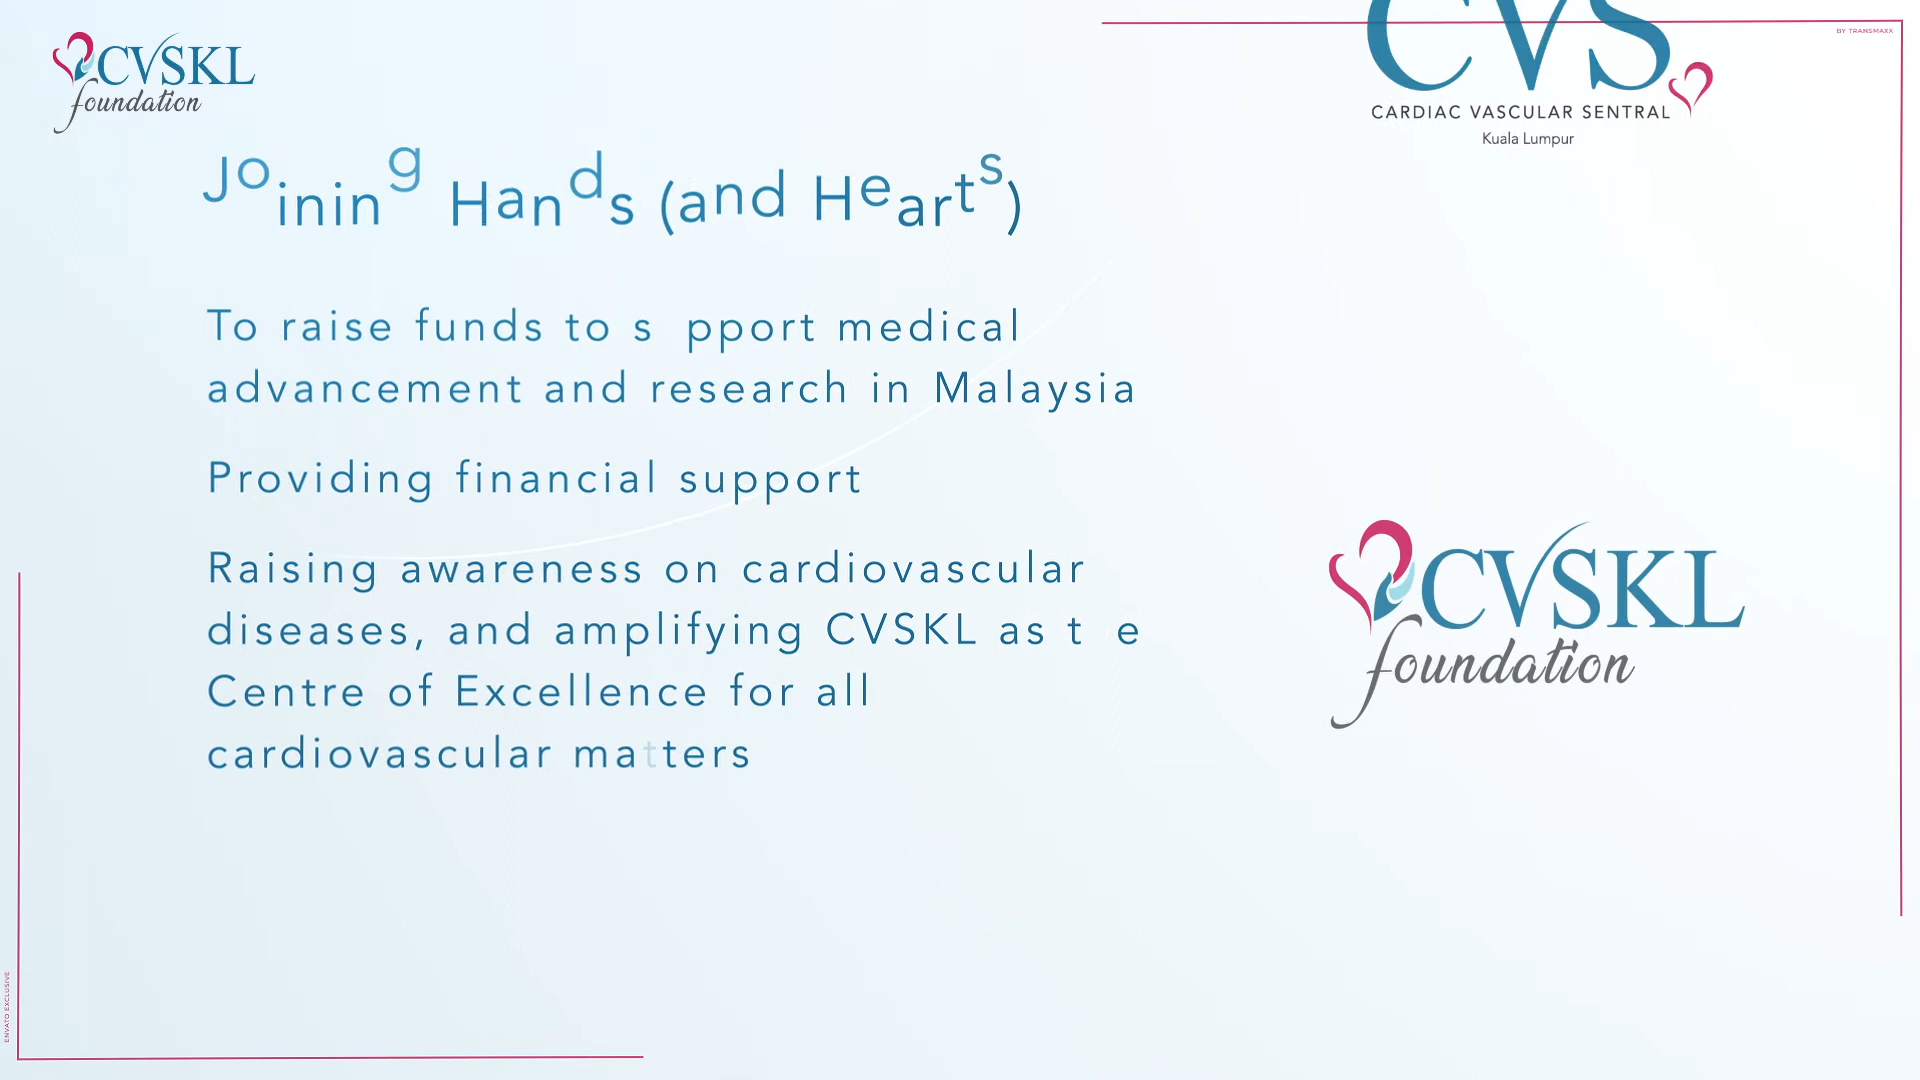 CVSKL
foundation
BY TRANSMAXX
CVS
CARDIAC VASCULAR SENTRAL
Kuala Lumpur
Joining Hands (and Hearts)
To raise funds to s pport medical
advancement and research in Malaysia
Providing financial support
Raising awareness on cardiovascular
diseases, and amplifying CVSKL as t e
Centre of Excellence for all
cardiovascular matters
CVSKL
foundation
ENVATO EXCLUSIVE